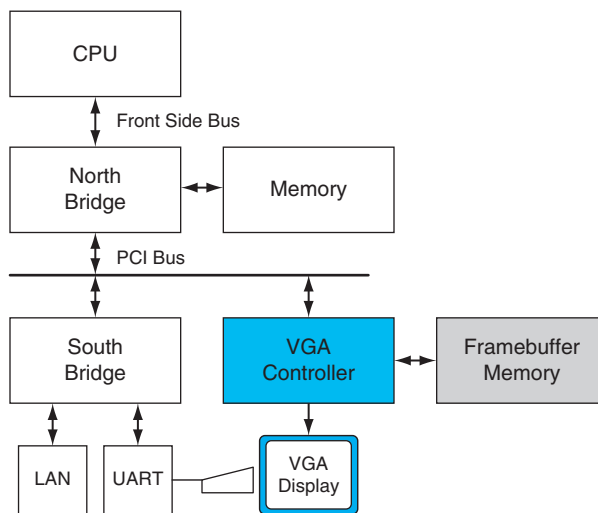 CPU
Front Side Bus
North
Bridge
Memory
PCI Bus
South
Bridge
VGA
Controller
Framebuffer
Memory
LAN
UART
VGA
Display